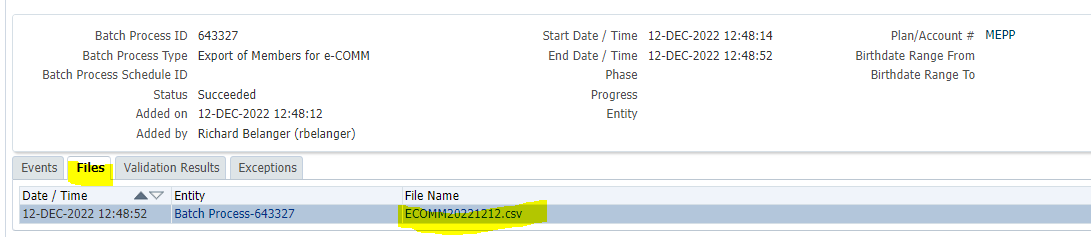 Batch Process ID 643327 Start Date / Time 12-DEC-2022 12:48:14 Plan/Account # MEPP
Batch Process Type Export of Members for e-COMM End Date / Time 12-DEC-2022 12:48:52 Birthdate Range From
Batch Process Schedule ID Phase Birthdate Range To
Status Succeeded Progress
Added on 12-DEC-2022 12:48:12 Entity
Added by Richard Belanger (rbelanger)
Events Files Validation Results Exceptions
Date / Time Entity File Name
12-DEC-2022 12:48:52 Batch Process-643327 ECOMM20221212.csv